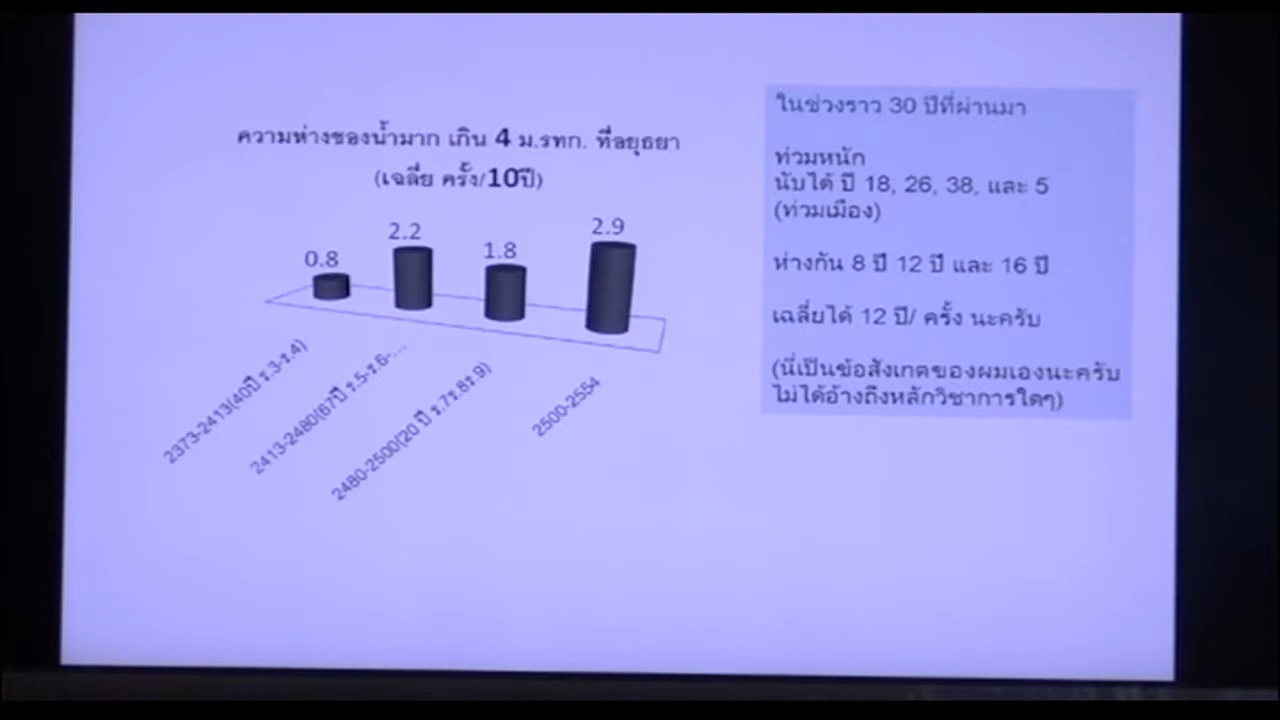 ความห่างของน้ำมาก เกิน 4 ม.รทก. ที่อยุธยา
(เฉลี่ย ครั้ง/10ปี)
0.8
2.2
1.8
2.9
2373-2413(40ปี ร.3-ร.4)
2413-2480(67ปี ร.5-ร.6-...
2480-2500(20 ปี ร.7ร.8ร.9)
2500-2554
ในช่วงราว 30 ปีที่ผ่านมา
ท่วมหนัก
นับได้ ปี 18, 26, 38, และ 5
(ท่วมเมือง)
ห่างกัน 8 ปี 12 ปี และ 16 ปี
เฉลี่ยได้ 12 ปี/ ครั้ง นะครับ
(นี่เป็นข้อสังเกตของผมเองนะครับ
ไม่ได้อ้างถึงหลักวิชาการใดๆ)